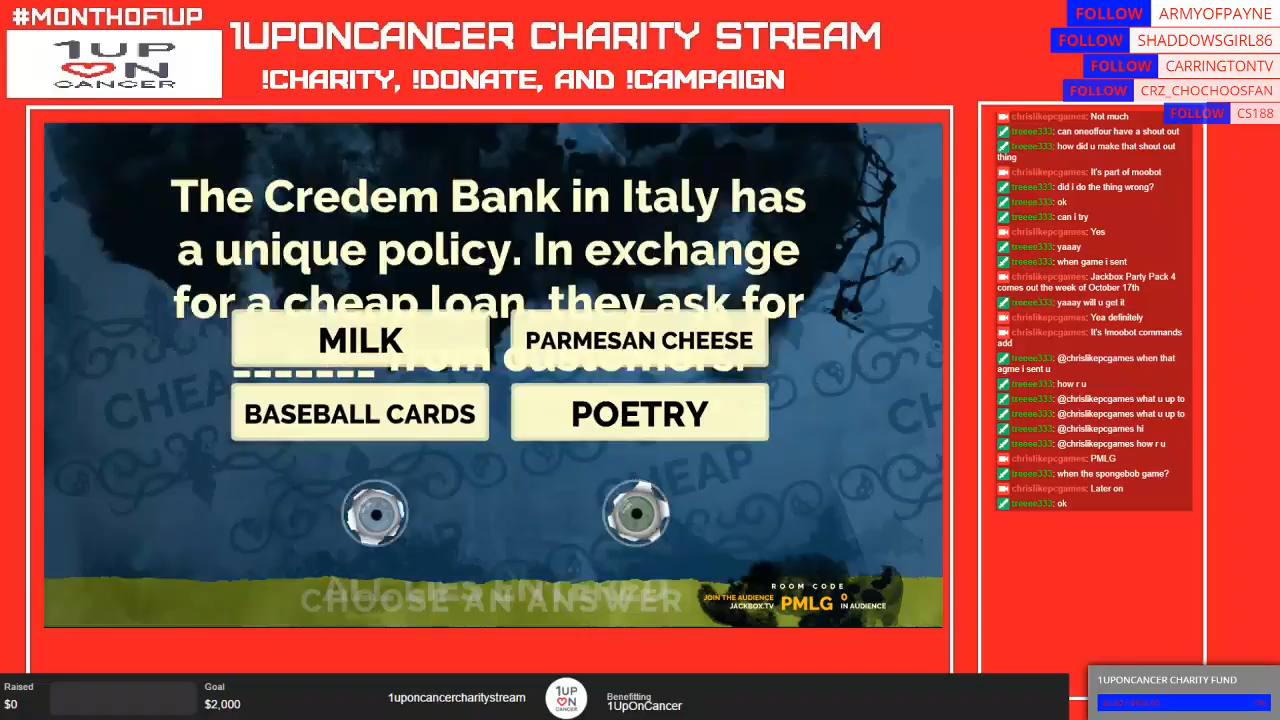 #MONTHOF1UP
1UP
ON
CANCER
1UPONCANCER CHARITY STREAM
!CHARITY, !DONATE, AND !CAMPAIGN
FOLLOW ARMYOFPAYNE
FOLLOW SHADOWSGIRL86
FOLLOW CARRINGTONTV
FOLLOW CRZ_CHOCHOOSFAN
FOLLOW CS188
The Credem Bank in Italy has
a unique policy. In exchange
for a cheap loan, they ask for
_______ from customers.
MILK
PARMESAN CHEESE
BASEBALL CARDS
POETRY
CHOOSE AN ANSWER
ROOM CODE
JOIN THE AUDIENCE
JACKBOX.TV
PMLG
0
IN AUDIENCE
chrislikepcgames: Not much
treeee333: can oneoffour have a shout out
treeee333: how did u make that shout out
thing
chrislikepcgames: It's part of moobot
treeee333: did i do the thing wrong?
treeee333: ok
treeee333: can i try
chrislikepcgames: Yes
treeee333: yaaay
treeee333: when game i sent
chrislikepcgames: Jackbox Party Pack 4
comes out the week of October 17th
treeee333: yaaay will u get it
chrislikepcgames: Yea definitely
chrislikepcgames: It's !moobot commands
add
treeee333: @chrislikepcgames when that
agme i sent u
treeee333: how r u
treeee333: @chrislikepcgames what u up to
treeee333: @chrislikepcgames what u up to
treeee333: @chrislikepcgames hi
treeee333: @chrislikepcgames how r u
chrislikepcgames: PMLG
treeee333: when the spongebob game?
chrislikepcgames: Later on
treeee333: ok
Raised
$0
Goal
$2,000
1uponcancercharitystream
1UP
ON
CANCER
Benefitting
1UpOnCancer
1UPONCANCER CHARITY FUND